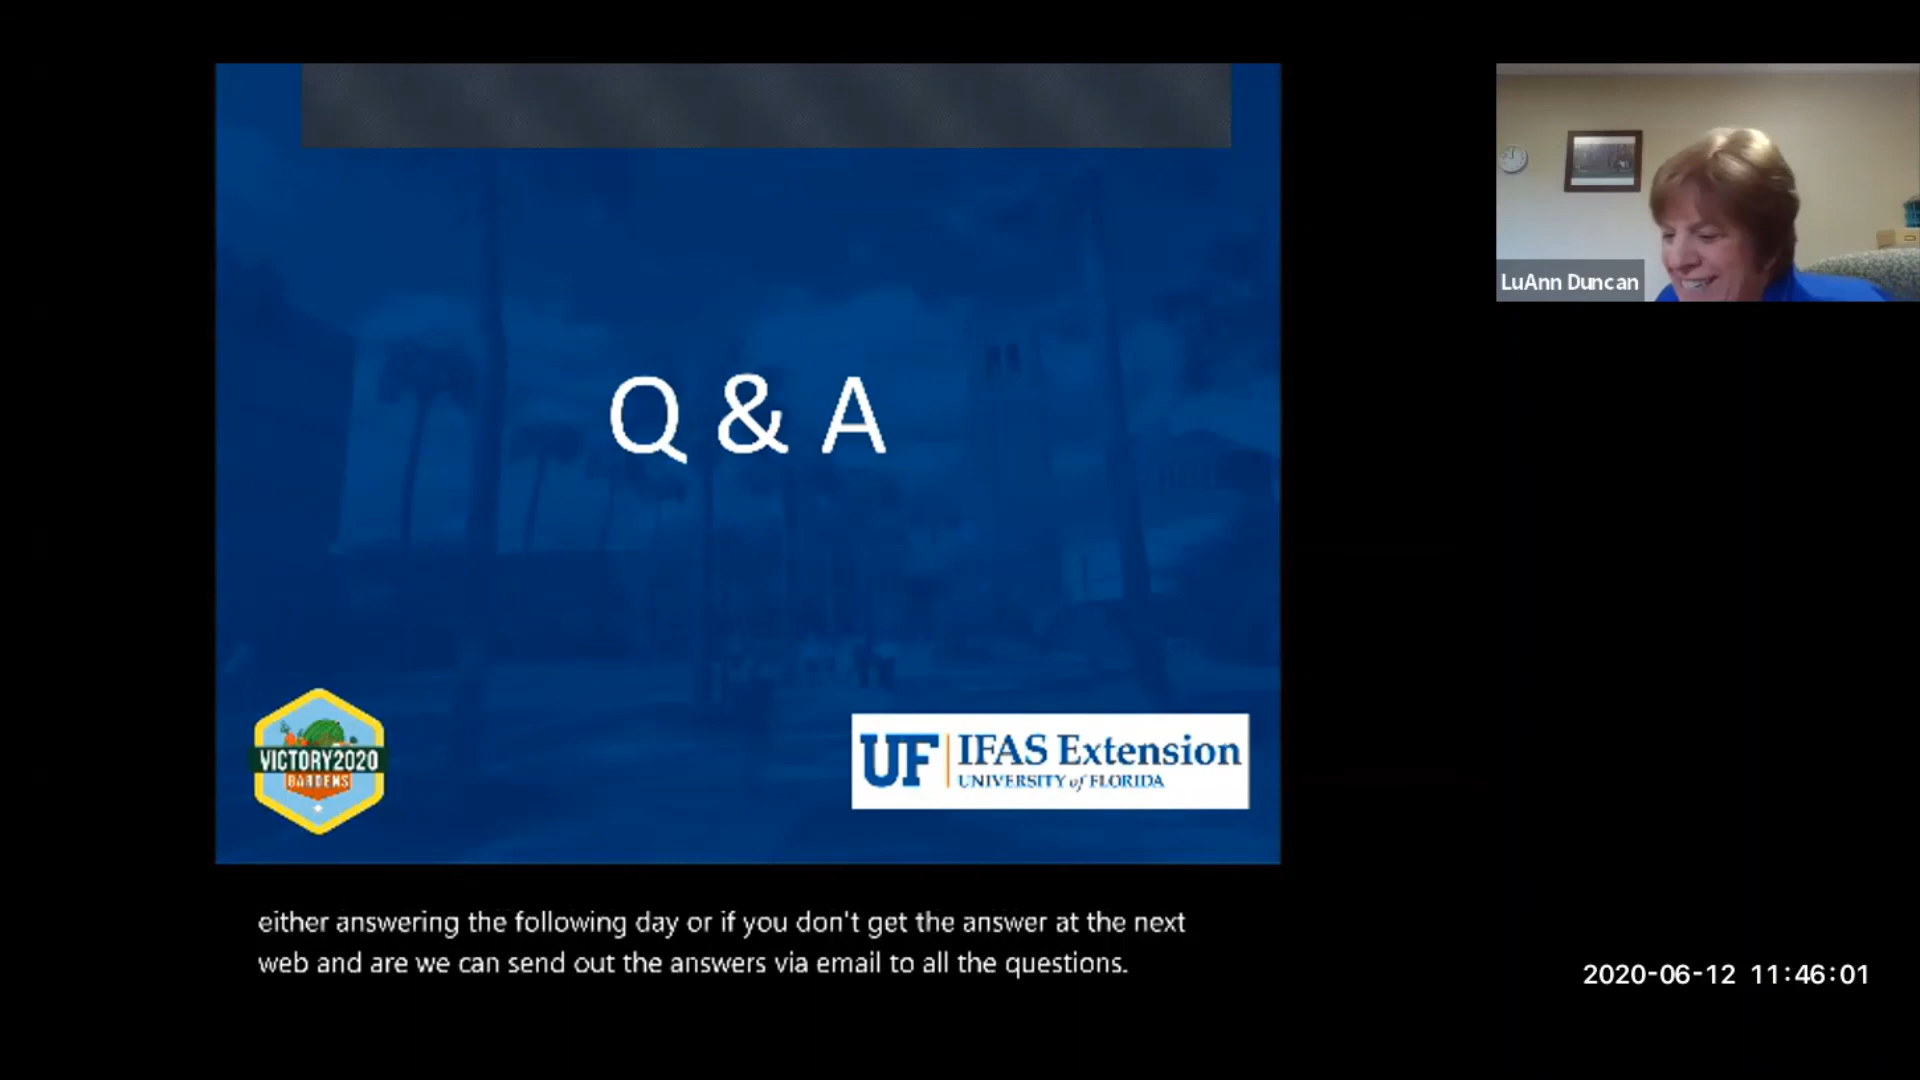 LuAnn Duncan
Q & A
VICTORY2020
GARDENS
UF IFAS Extension
UNIVERSITY of FLORIDA
either answering the following day or if you don't get the answer at the next
web and are we can send out the answers via email to all the questions.
2020-06-12 11:46:01